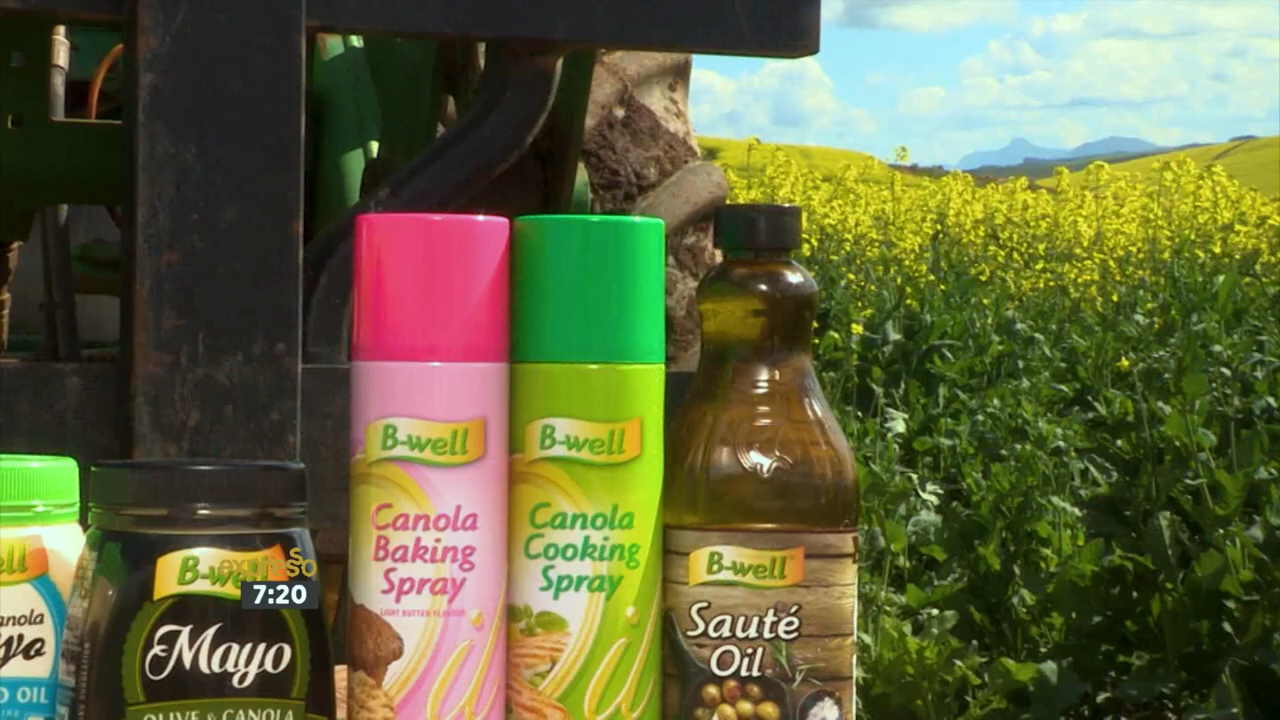 B-well
Canola
Baking
Spray
LIGHT BUTTER FLAVOUR
B-well
Canola
Cooking
Spray
B-well
Sauté
Oil
B-well
Mayo
OLIVE & CANOLA
ell
anola
yo
D OIL
expresso
7:20